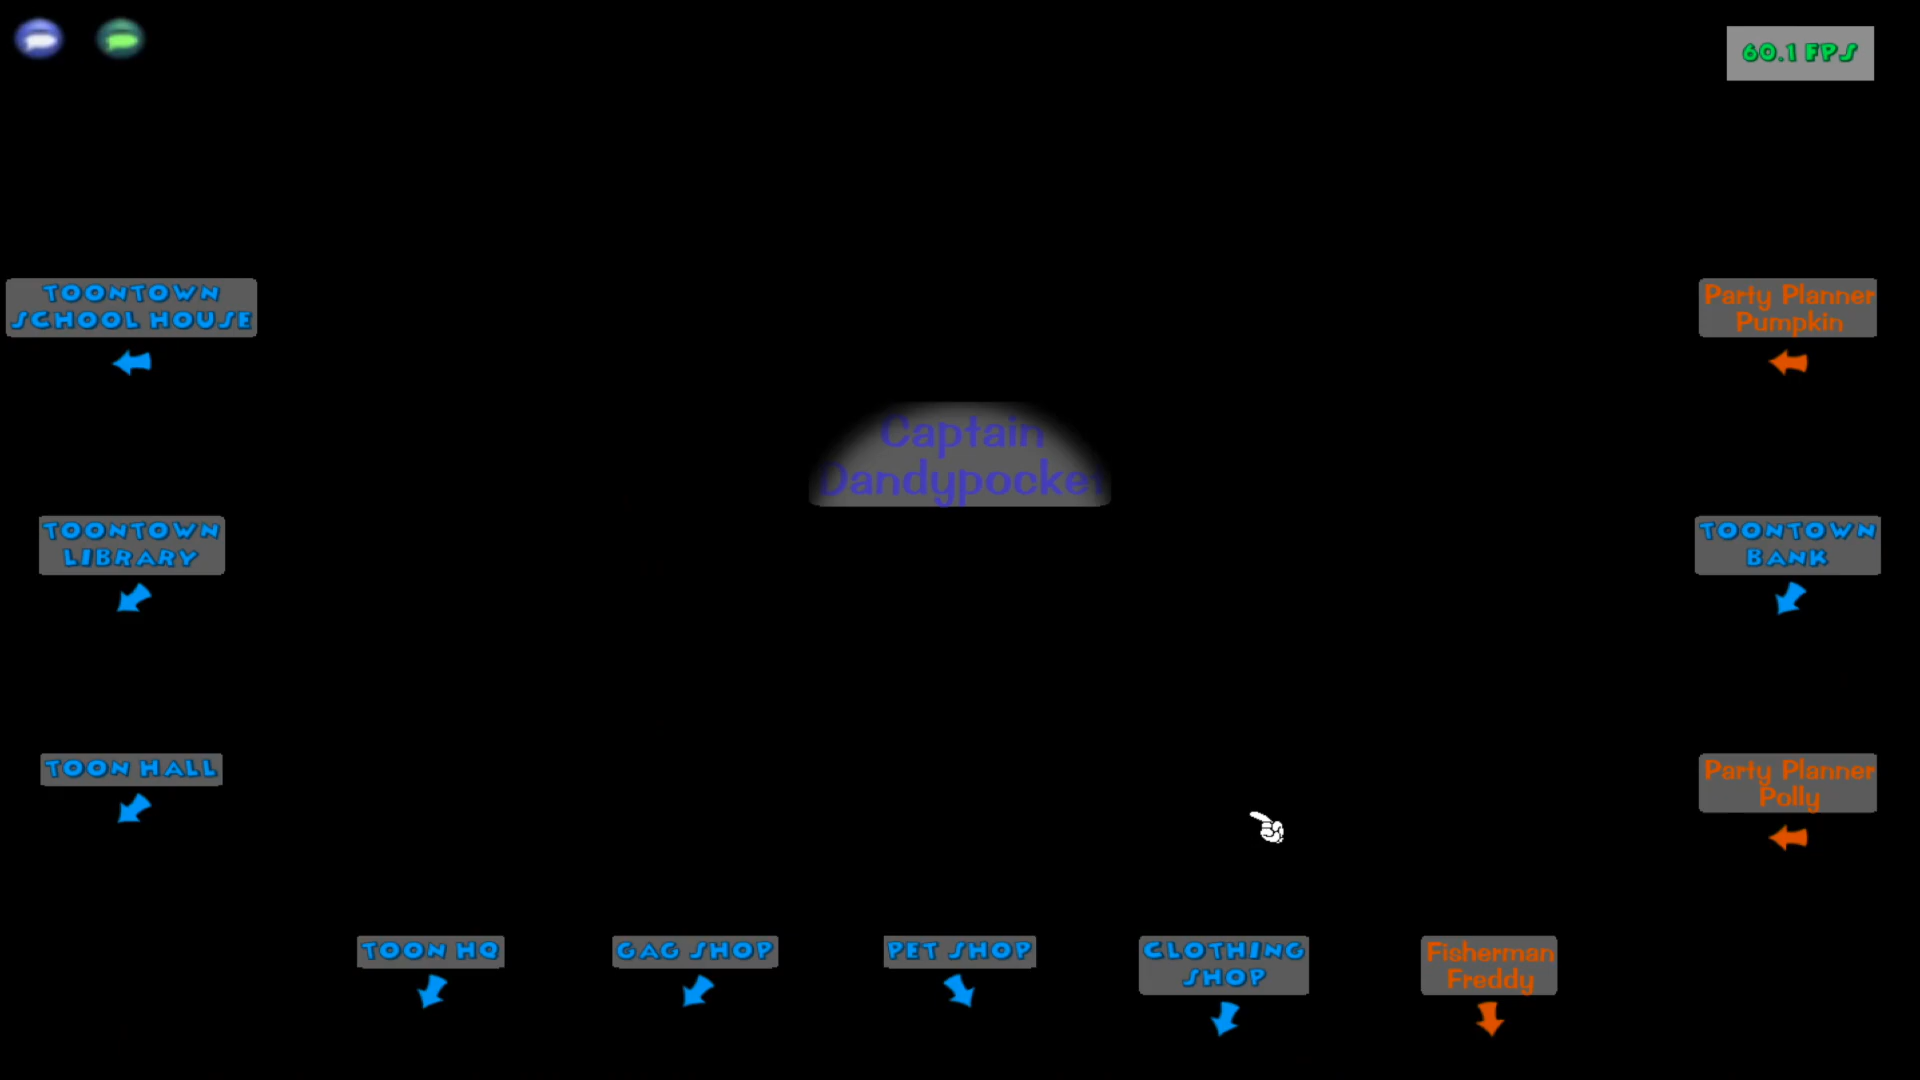 60.1 FPS
TOONTOWN
SCHOOL HOUSE
Party Planner
Pumpkin
Captain
Dandypocket
TOONTOWN
LIBRARY
TOONTOWN
BANK
TOON HALL
Party Planner
Polly
TOON HQ
GAG SHOP
PET SHOP
CLOTHING
SHOP
Fisherman
Freddy